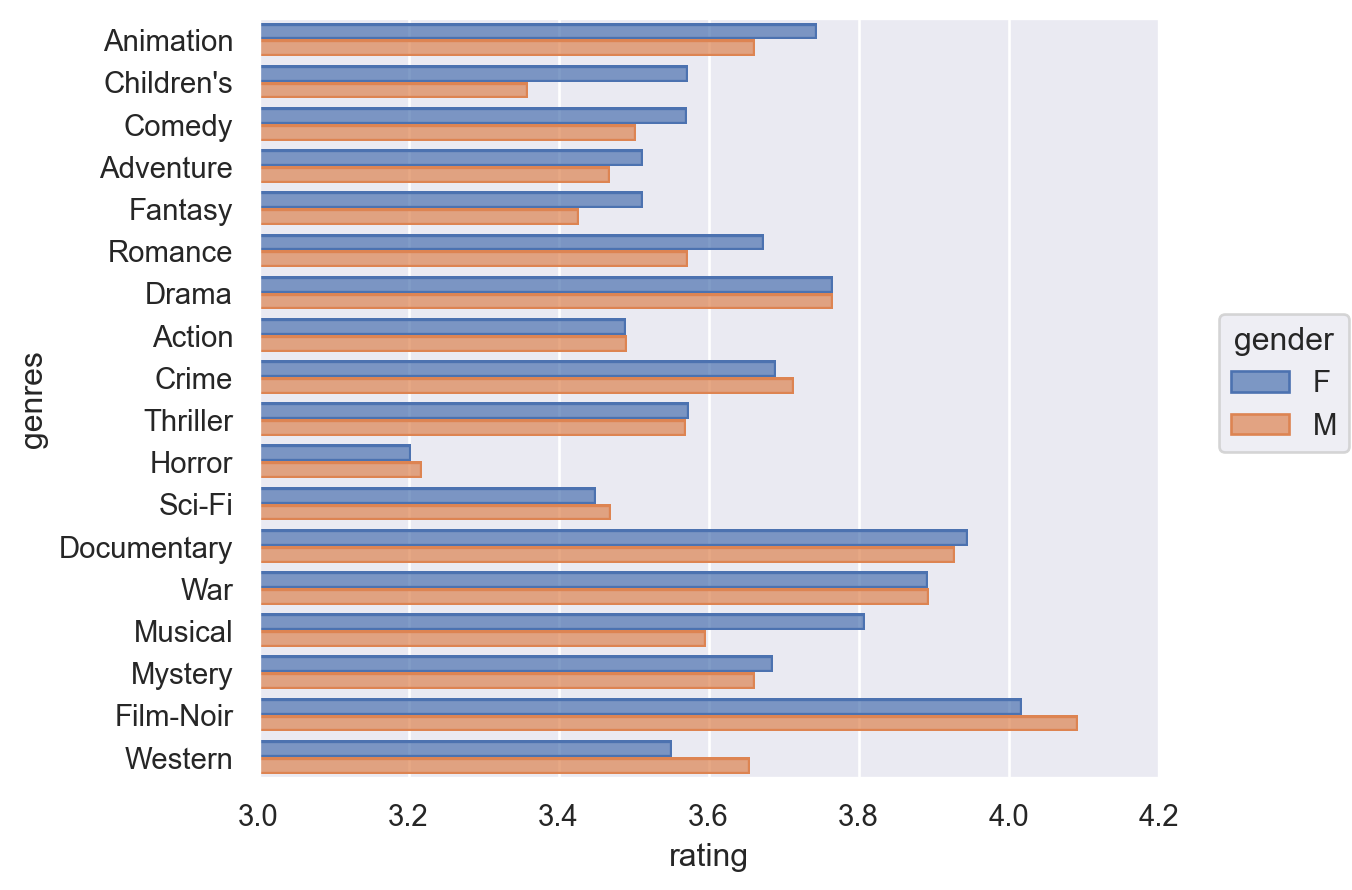 Animation
Children's
Comedy
Adventure
Fantasy
Romance
Drama
Action
Crime
Thriller
Horror
Sci-Fi
Documentary
War
Musical
Mystery
Film-Noir
Western
genres
3.0 3.2 3.4 3.6 3.8 4.0 4.2
rating
gender
F
M